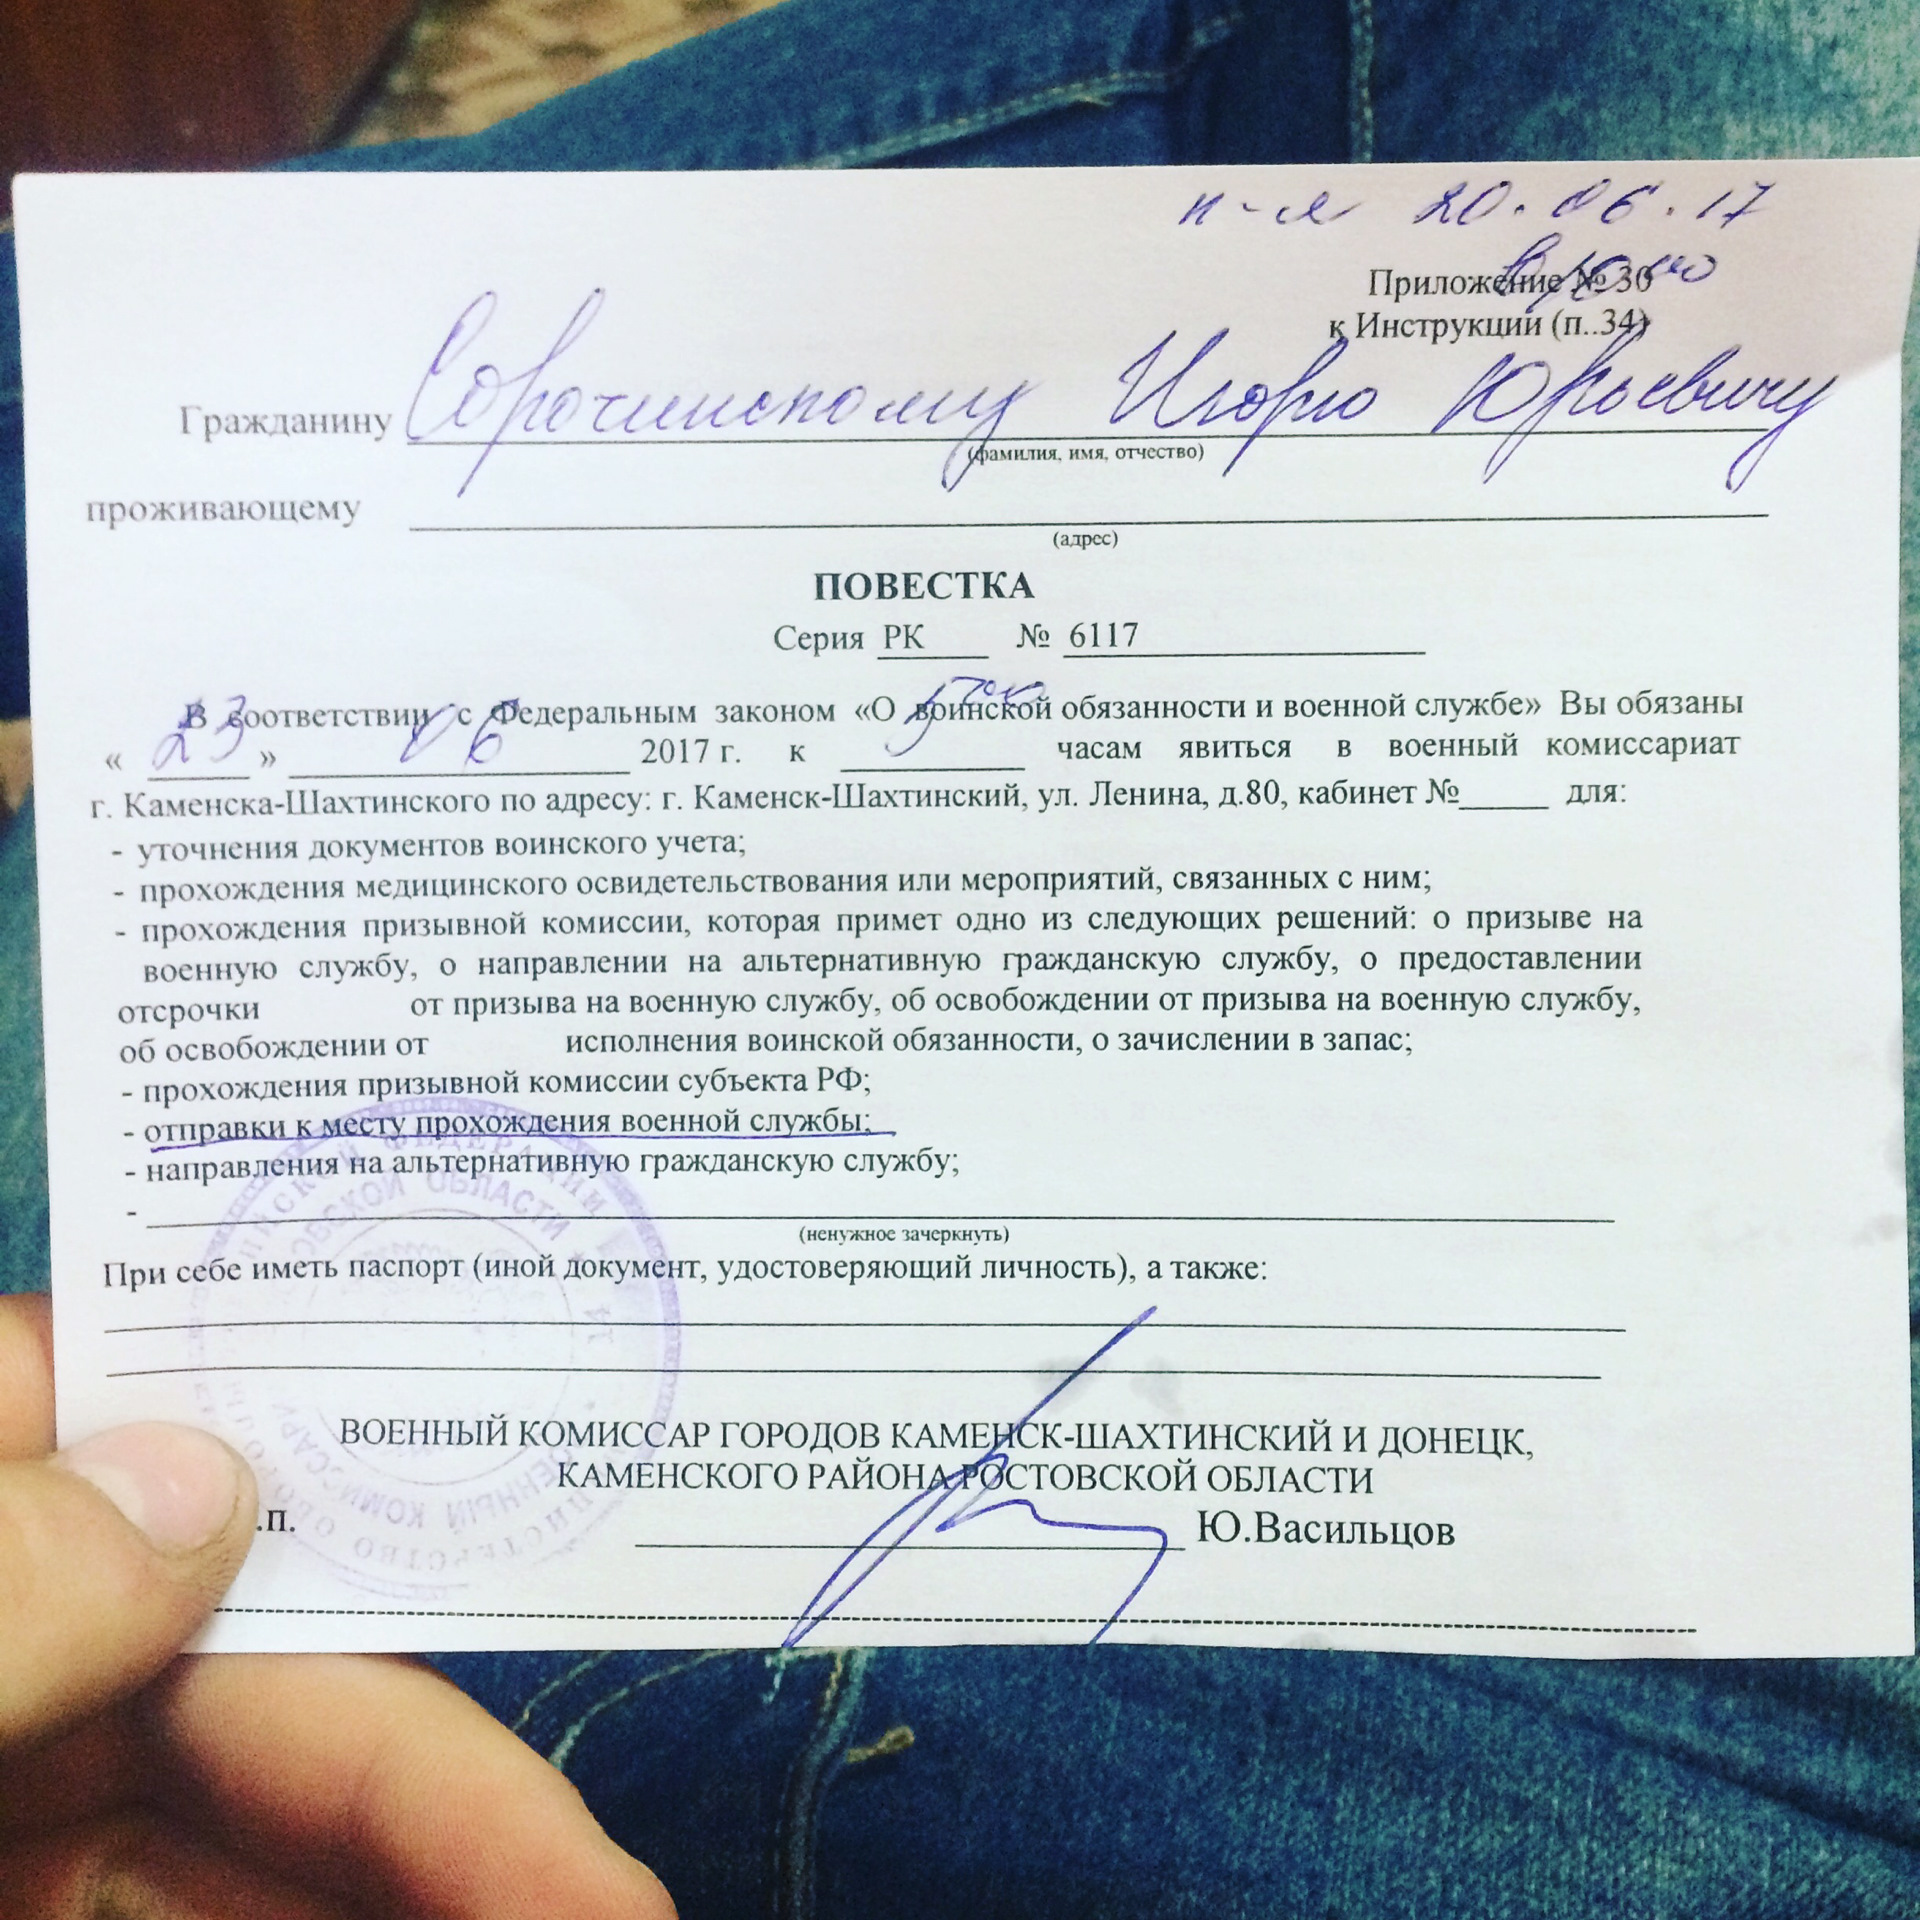 20.06.17
Приложение № 30
к Инструкции (п..34)
Гражданину Сорочинскому Игорю Юрьевичу
(фамилия, имя, отчество)
проживающему
(адрес)
ПОВЕСТКА
Серия РК № 6117
В соответствии с Федеральным законом «О воинской обязанности и военной службе» Вы обязаны
« 23 » 06 2017 г. к часам явиться в военный комиссариат
г. Каменска-Шахтинского по адресу: г. Каменск-Шахтинский, ул. Ленина, д.80, кабинет №_____ для:
- уточнения документов воинского учета;
- прохождения медицинского освидетельствования или мероприятий, связанных с ним;
- прохождения призывной комиссии, которая примет одно из следующих решений: о призыве на
военную службу, о направлении на альтернативную гражданскую службу, о предоставлении
отсрочки от призыва на военную службу, об освобождении от призыва на военную службу,
об освобождении от исполнения воинской обязанности, о зачислении в запас;
- прохождения призывной комиссии субъекта РФ;
- отправки к месту прохождения военной службы;
- направления на альтернативную гражданскую службу;
-
(ненужное зачеркнуть)
При себе иметь паспорт (иной документ, удостоверяющий личность), а также:
ВОЕННЫЙ КОМИССАР ГОРОДОВ КАМЕНСК-ШАХТИНСКИЙ И ДОНЕЦК,
КАМЕНСКОГО РАЙОНА РОСТОВСКОЙ ОБЛАСТИ
.п.
Ю.Васильцов